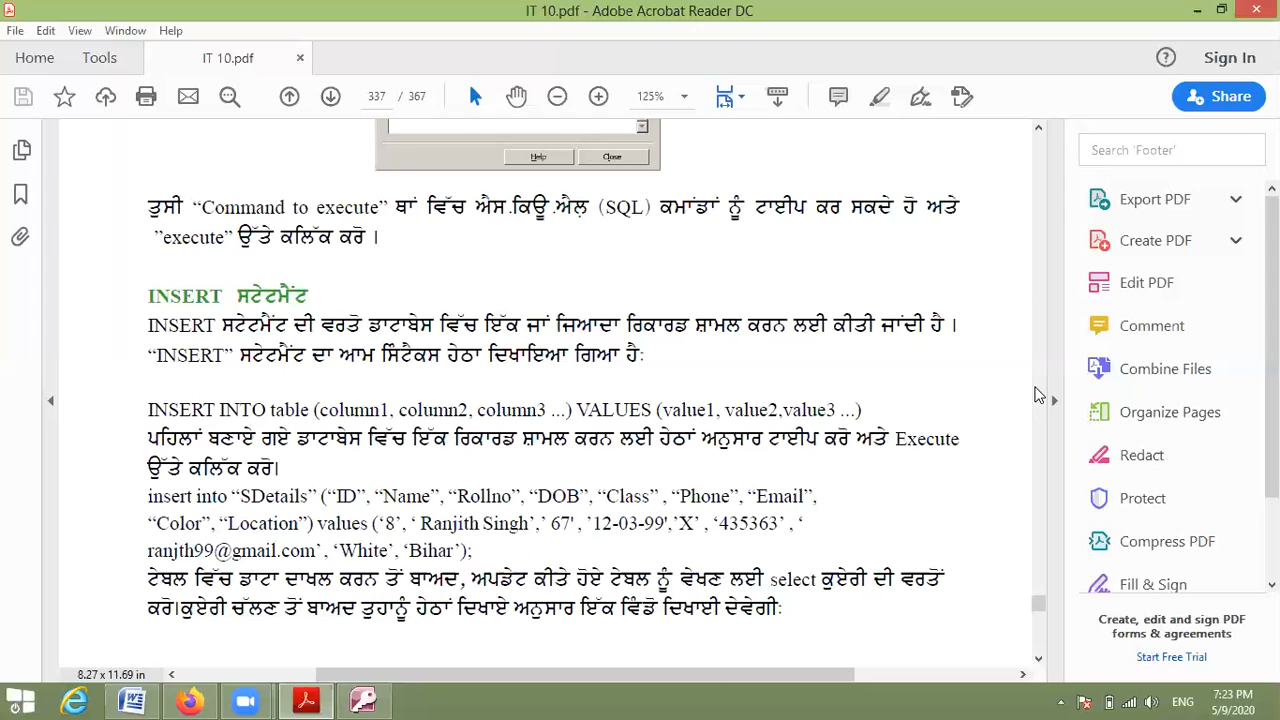 IT 10.pdf - Adobe Acrobat Reader DC
File Edit View Window Help
Home Tools IT 10.pdf × Sign In
337 / 367 125% Share
Help Close
ਤੁਸੀ “Command to execute” ਥਾਂ ਵਿੱਚ ਐਸ.ਕਿਊ.ਐਲ਼ (SQL) ਕਮਾਂਡਾਂ ਨੂੰ ਟਾਈਪ ਕਰ ਸਕਦੇ ਹੋ ਅਤੇ
”execute” ਉੱਤੇ ਕਲਿੱਕ ਕਰੋ ।
INSERT ਸਟੇਟਮੈਂਟ
INSERT ਸਟੇਟਮੈਂਟ ਦੀ ਵਰਤੋ ਡਾਟਾਬੇਸ ਵਿੱਚ ਇੱਕ ਜਾਂ ਜਿਆਦਾ ਰਿਕਾਰਡ ਸ਼ਾਮਲ ਕਰਨ ਲਈ ਕੀਤੀ ਜਾਂਦੀ ਹੈ ।
“INSERT” ਸਟੇਟਮੈਂਟ ਦਾ ਆਮ ਸਿੰਟੈਕਸ ਹੇਠਾ ਦਿਖਾਇਆ ਗਿਆ ਹੈ:
INSERT INTO table (column1, column2, column3 ...) VALUES (value1, value2,value3 ...)
ਪਹਿਲਾਂ ਬਣਾਏ ਗਏ ਡਾਟਾਬੇਸ ਵਿੱਚ ਇੱਕ ਰਿਕਾਰਡ ਸ਼ਾਮਲ ਕਰਨ ਲਈ ਹੇਠਾਂ ਅਨੁਸਾਰ ਟਾਈਪ ਕਰੋ ਅਤੇ Execute
ਉੱਤੇ ਕਲਿੱਕ ਕਰੋ।
insert into “SDetails” (“ID”, “Name”, “Rollno”, “DOB”, “Class” , “Phone”, “Email”,
“Color”, “Location”) values (‘8’, ‘ Ranjith Singh’,’ 67' , '12-03-99','X’ , ‘435363’ , ‘
ranjth99@gmail.com’ , ‘White’, ‘Bihar’);
ਟੇਬਲ ਵਿੱਚ ਡਾਟਾ ਦਾਖਲ ਕਰਨ ਤੋਂ ਬਾਅਦ, ਅਪਡੇਟ ਕੀਤੇ ਹੋਏ ਟੇਬਲ ਨੂੰ ਵੇਖਣ ਲਈ select ਕੁਏਰੀ ਦੀ ਵਰਤੋਂ
ਕਰੋ।ਕੁਏਰੀ ਚੱਲਣ ਤੋਂ ਬਾਅਦ ਤੁਹਾਨੂੰ ਹੇਠਾਂ ਦਿਖਾਏ ਅਨੁਸਾਰ ਇੱਕ ਵਿੰਡੋ ਦਿਖਾਈ ਦੇਵੇਗੀ:
8.27 x 11.69 in
Search 'Footer'
Export PDF
Create PDF
Edit PDF
Comment
Combine Files
Organize Pages
Redact
Protect
Compress PDF
Fill & Sign
Create, edit and sign PDF
forms & agreements
Start Free Trial
ENG
7:23 PM
5/9/2020